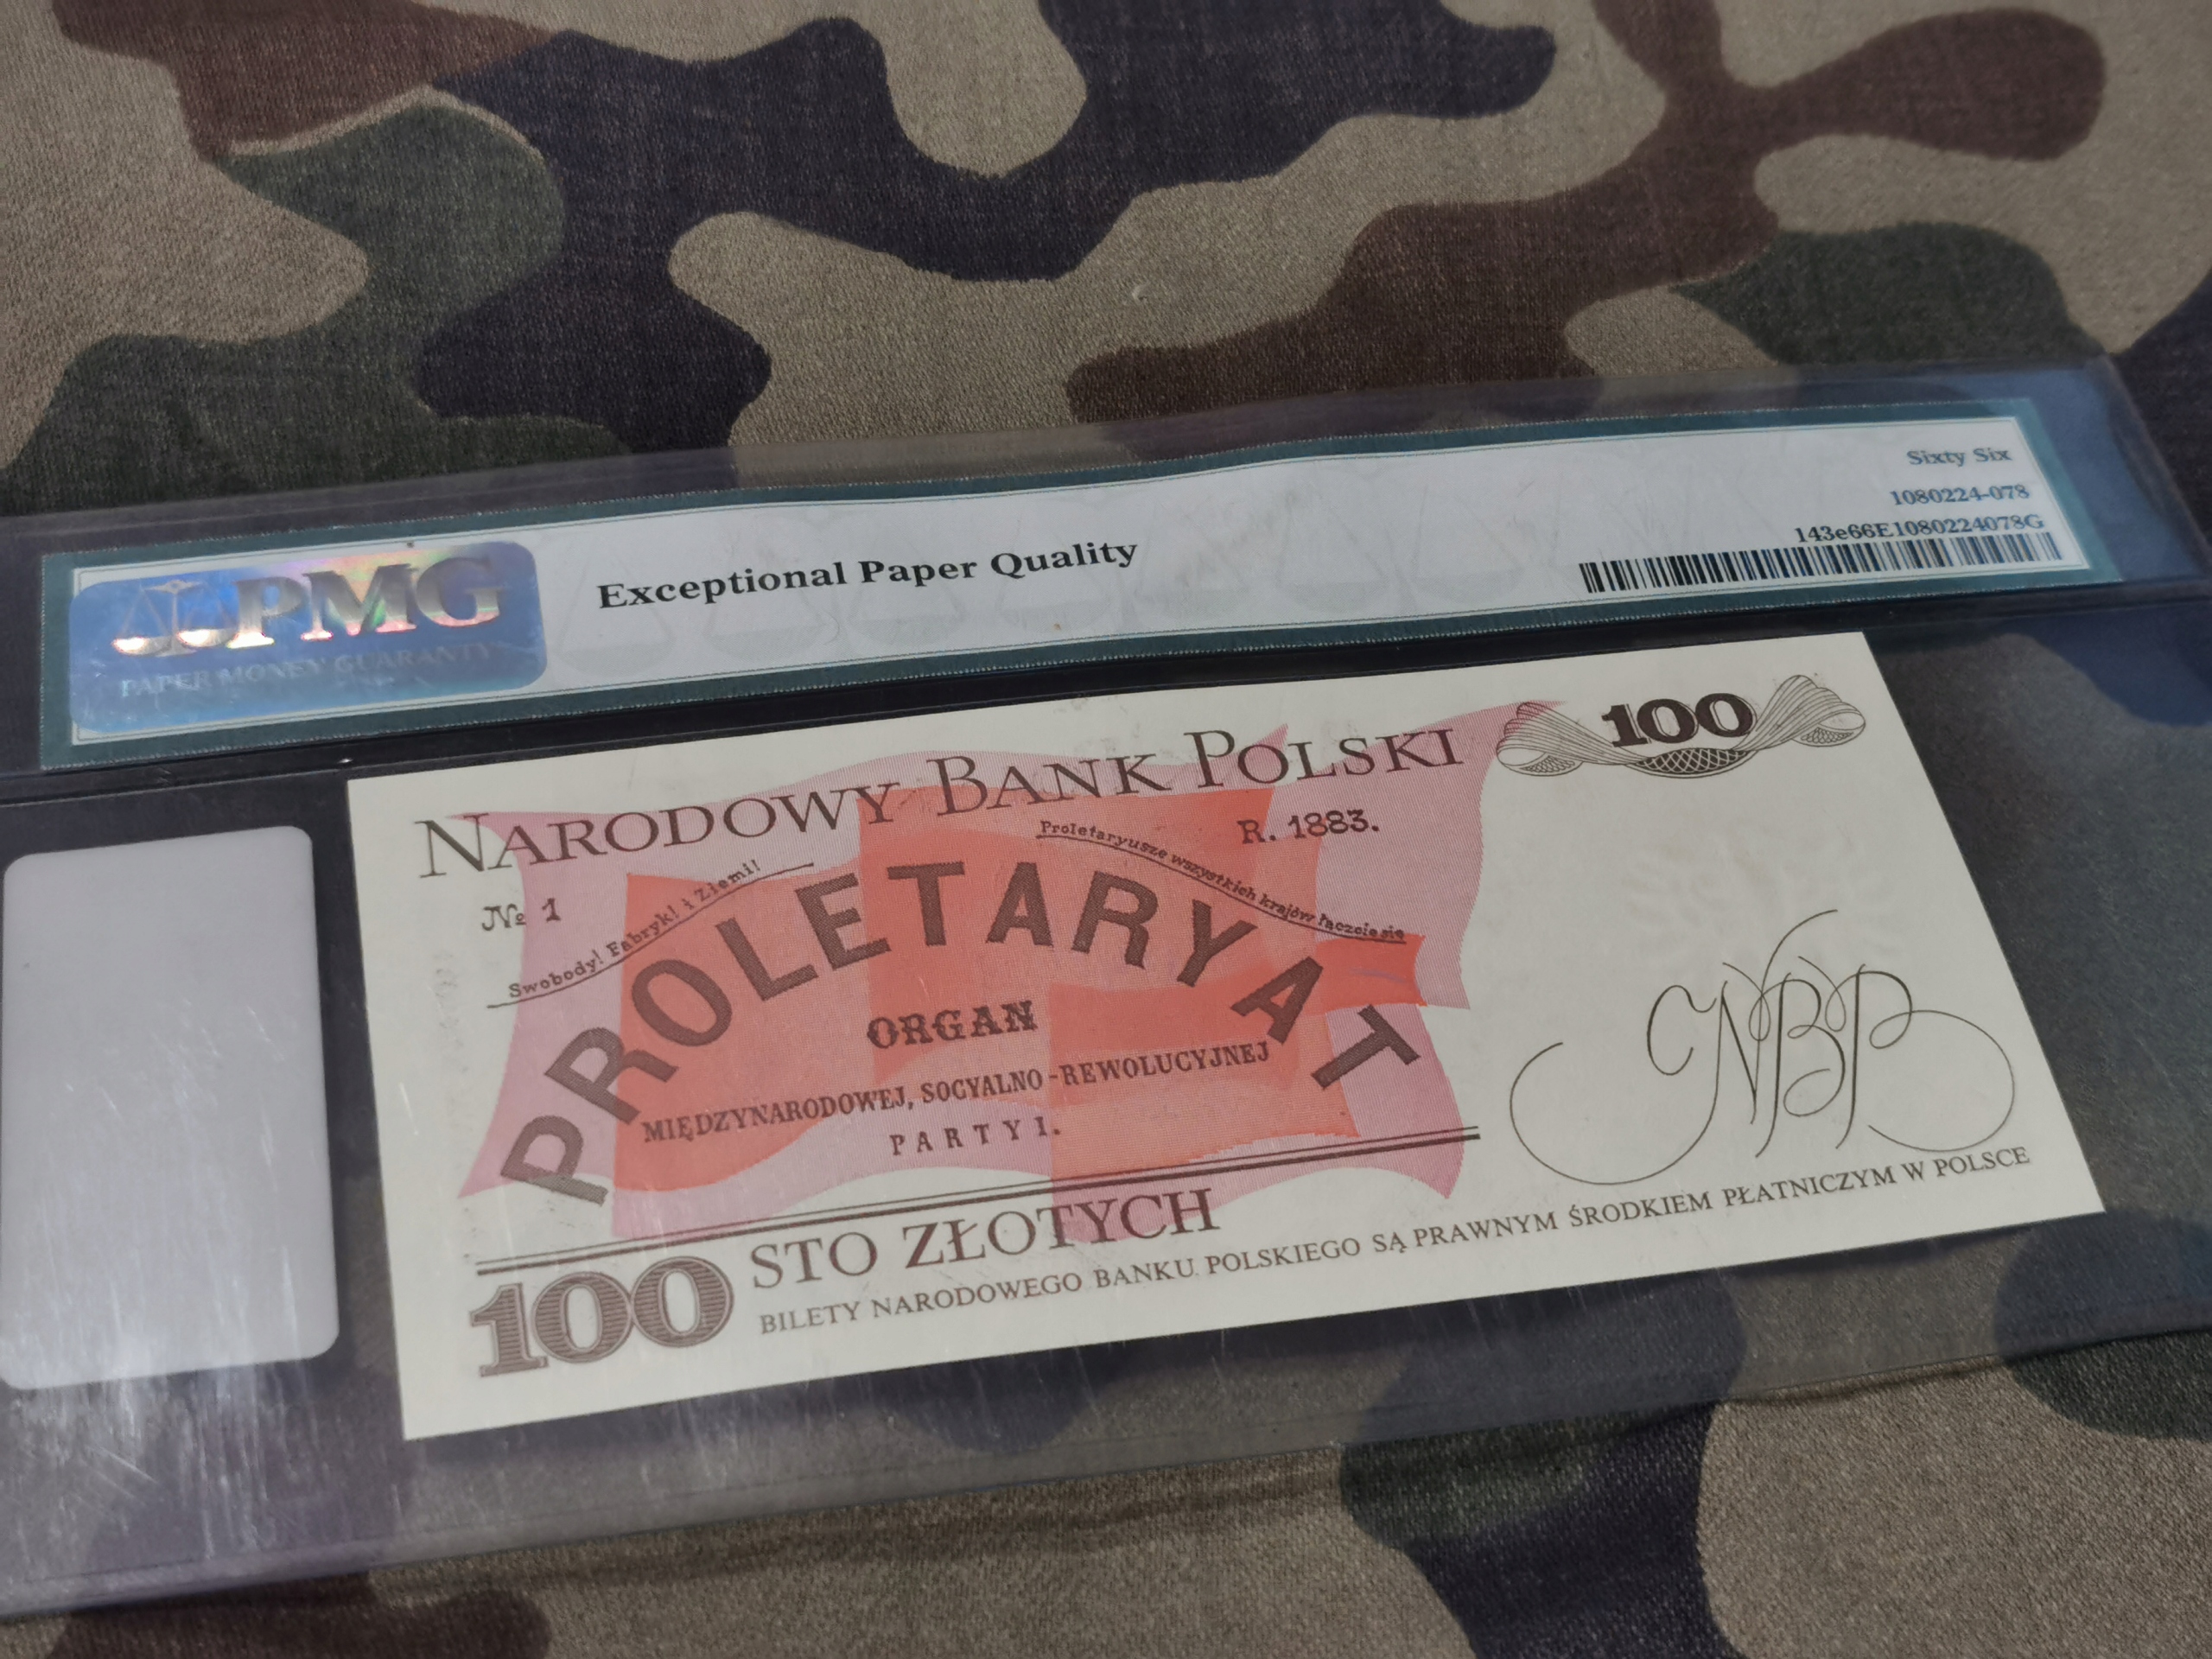 Sixty Six
1080224-078
143e66E1080224078G
PMG
PAPER MONEY GUARANTY
Exceptional Paper Quality
NARODOWY BANK POLSKI
100
№ 1
R. 1883.
Swobody! Fabryk! i Ziemi!
Proletaryusze wszystkich krajów łączcie się
PROLETARYAT
ORGAN
MIĘDZYNARODOWEJ, SOCYALNO-REWOLUCYJNEJ
PARTYI.
NBP
100 STO ZŁOTYCH
BILETY NARODOWEGO BANKU POLSKIEGO SĄ PRAWNYM ŚRODKIEM PŁATNICZYM W POLSCE